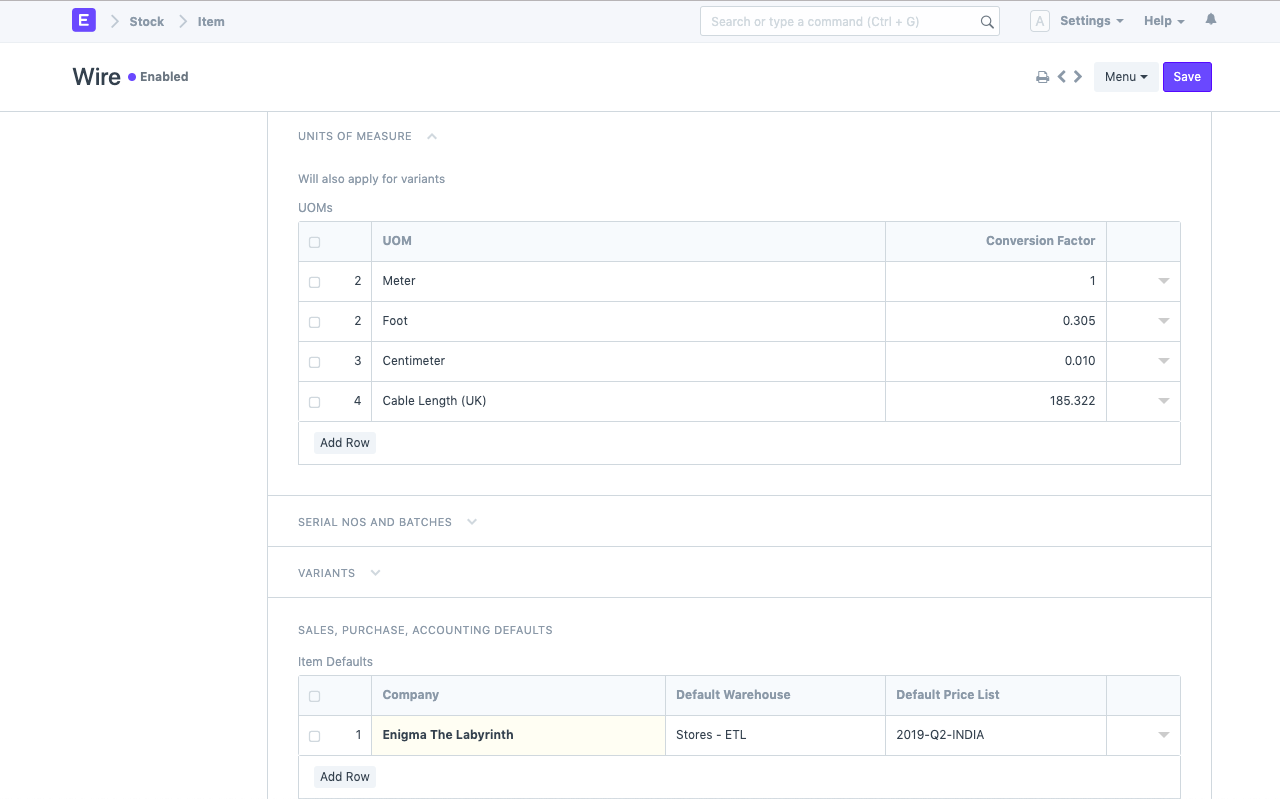 E Stock Item Search or type a command (Ctrl + G) A Settings Help
Wire Enabled Menu Save
UNITS OF MEASURE
Will also apply for variants
UOMs
UOM Conversion Factor
2 Meter 1
2 Foot 0.305
3 Centimeter 0.010
4 Cable Length (UK) 185.322
Add Row
SERIAL NOS AND BATCHES
VARIANTS
SALES, PURCHASE, ACCOUNTING DEFAULTS
Item Defaults
Company Default Warehouse Default Price List
1 Enigma The Labyrinth Stores - ETL 2019-Q2-INDIA
Add Row